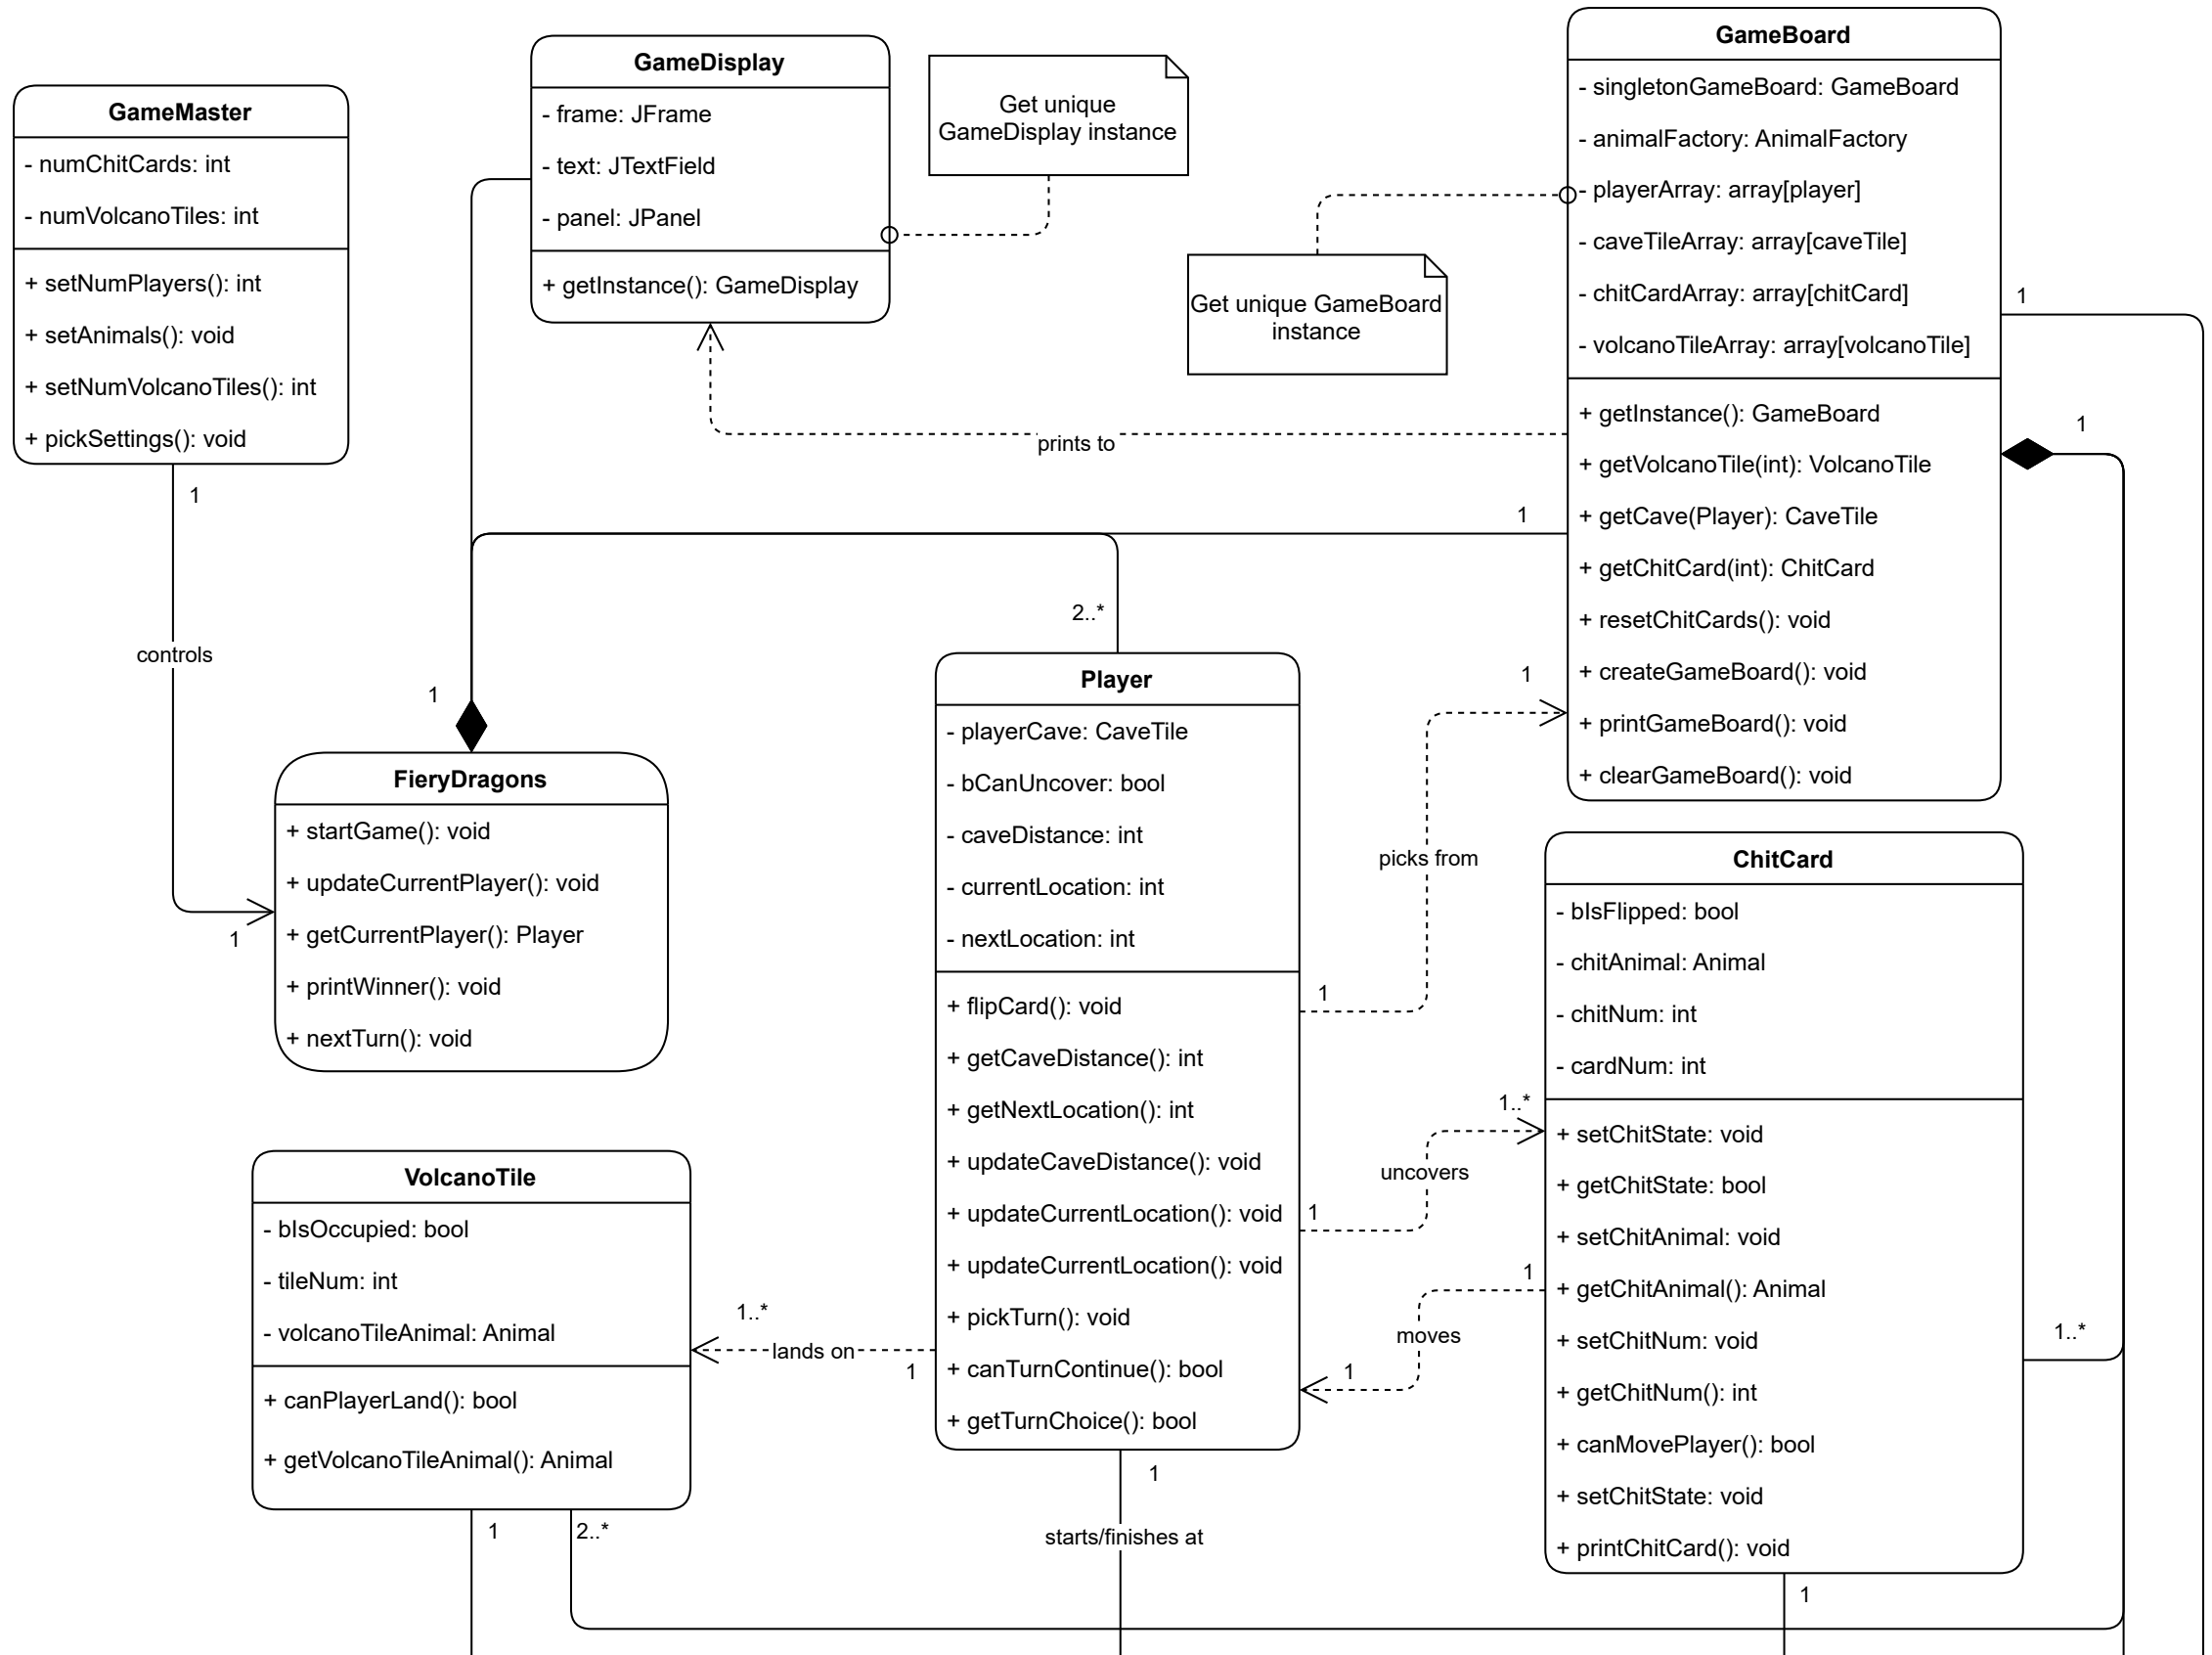 GameMaster
- numChitCards: int
- numVolcanoTiles: int
+ setNumPlayers(): int
+ setAnimals(): void
+ setNumVolcanoTiles(): int
+ pickSettings(): void
1
controls
1
GameDisplay
- frame: JFrame
- text: JTextField
- panel: JPanel
+ getInstance(): GameDisplay
Get unique
GameDisplay instance
Get unique GameBoard
instance
prints to
GameBoard
- singletonGameBoard: GameBoard
- animalFactory: AnimalFactory
- playerArray: array[player]
- caveTileArray: array[caveTile]
- chitCardArray: array[chitCard]
- volcanoTileArray: array[volcanoTile]
+ getInstance(): GameBoard
+ getVolcanoTile(int): VolcanoTile
+ getCave(Player): CaveTile
+ getChitCard(int): ChitCard
+ resetChitCards(): void
+ createGameBoard(): void
+ printGameBoard(): void
+ clearGameBoard(): void
1
1
1
2..*
1
FieryDragons
+ startGame(): void
+ updateCurrentPlayer(): void
+ getCurrentPlayer(): Player
+ printWinner(): void
+ nextTurn(): void
Player
- playerCave: CaveTile
- bCanUncover: bool
- caveDistance: int
- currentLocation: int
- nextLocation: int
+ flipCard(): void
+ getCaveDistance(): int
+ getNextLocation(): int
+ updateCaveDistance(): void
+ updateCurrentLocation(): void
+ updateCurrentLocation(): void
+ pickTurn(): void
+ canTurnContinue(): bool
+ getTurnChoice(): bool
1
picks from
1
1..*
uncovers
1
1
moves
1
ChitCard
- bIsFlipped: bool
- chitAnimal: Animal
- chitNum: int
- cardNum: int
+ setChitState: void
+ getChitState: bool
+ setChitAnimal: void
+ getChitAnimal(): Animal
+ setChitNum: void
+ getChitNum(): int
+ canMovePlayer(): bool
+ setChitState: void
+ printChitCard(): void
1..*
1
VolcanoTile
- bIsOccupied: bool
- tileNum: int
- volcanoTileAnimal: Animal
+ canPlayerLand(): bool
+ getVolcanoTileAnimal(): Animal
1..*
lands on
1
1
2..*
1
starts/finishes at